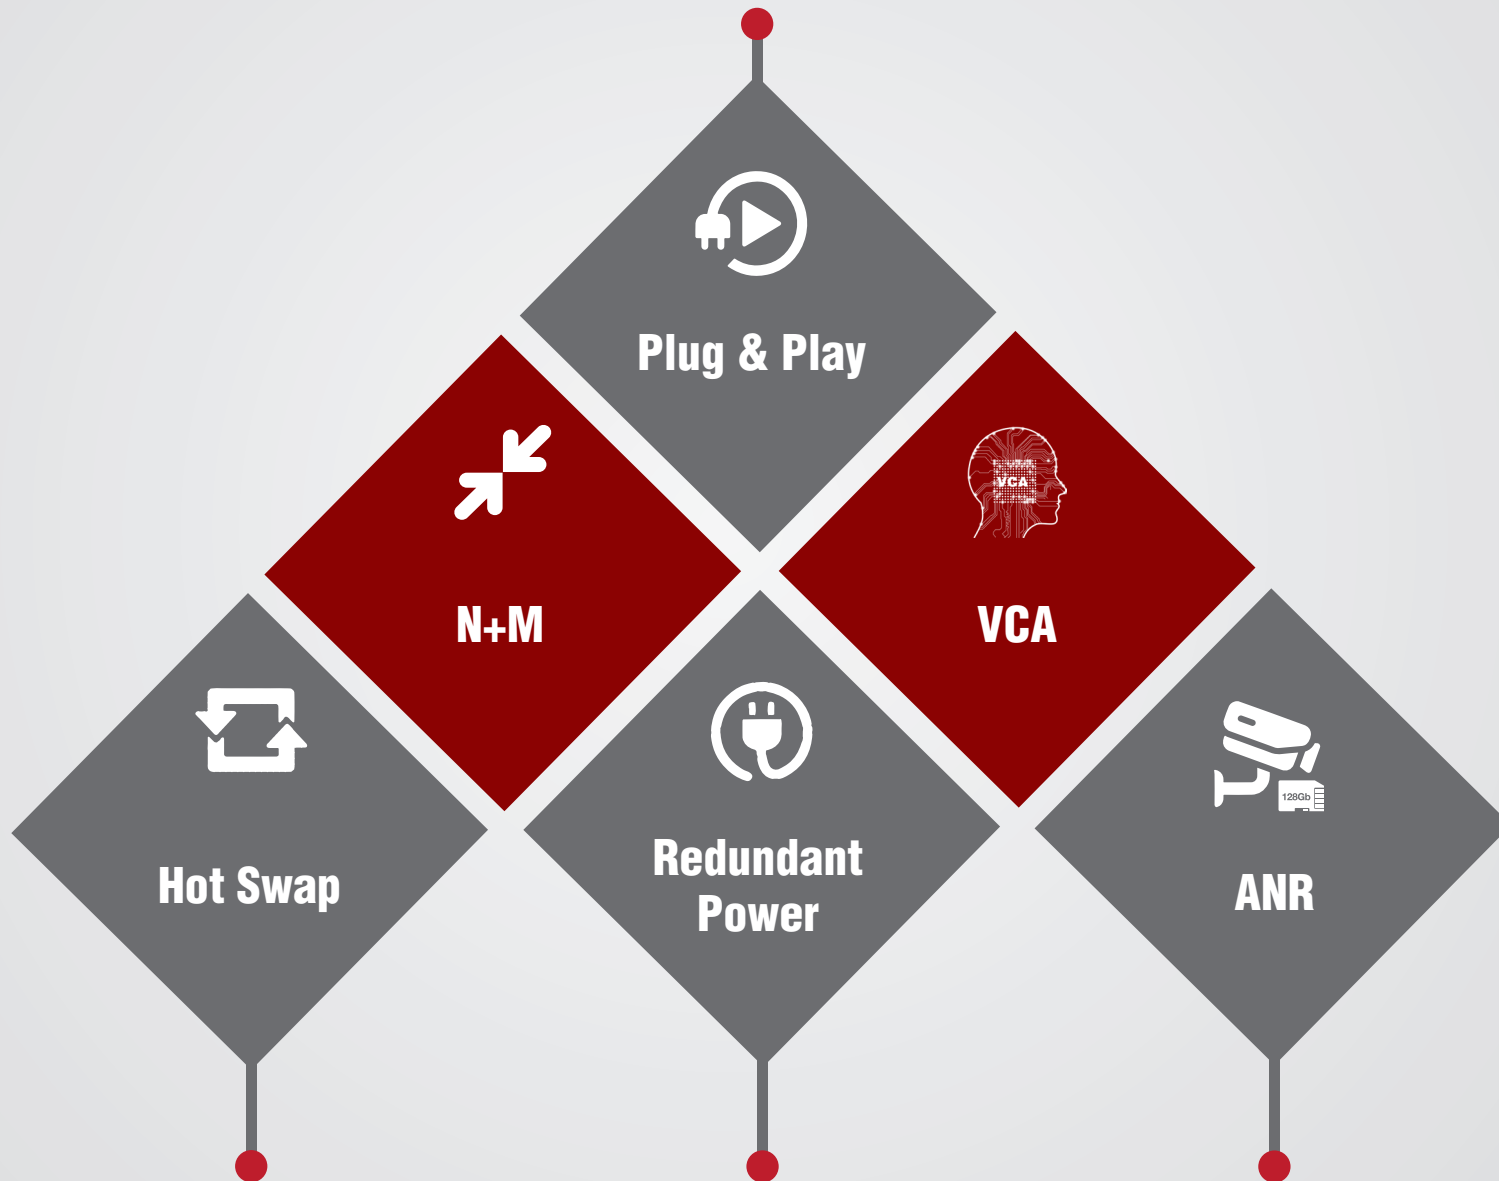 Plug & Play
N+M
VCA
VCA
Hot Swap
Redundant
Power
128Gb
ANR